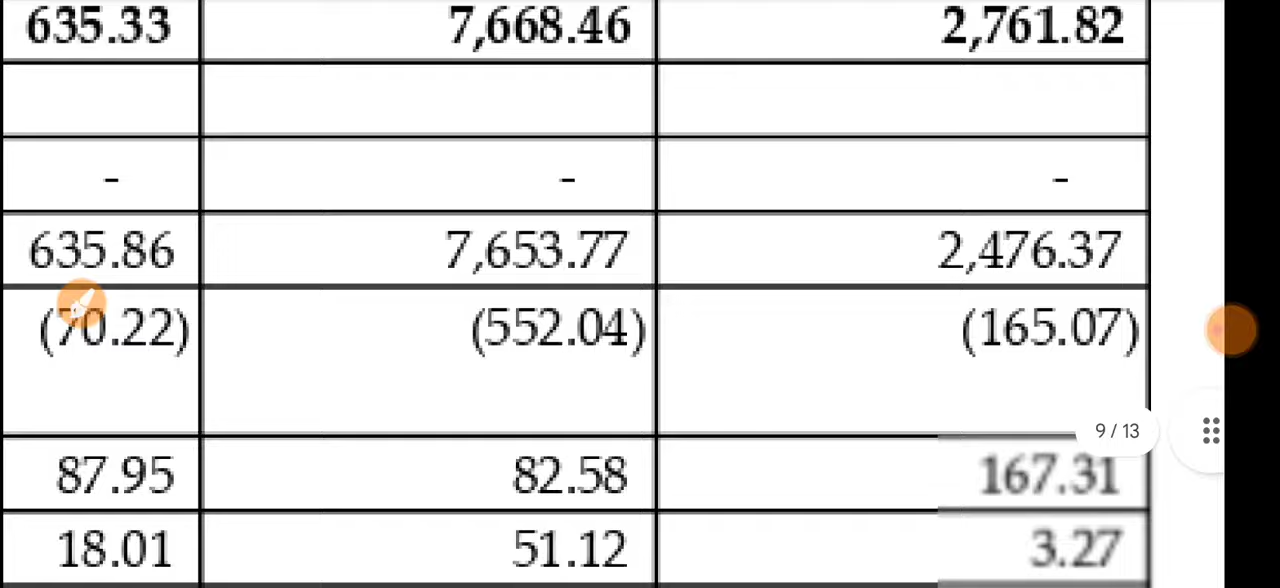 635.33 7,668.46 2,761.82
- - -
635.86 7,653.77 2,476.37
(70.22) (552.04) (165.07)
9 / 13
87.95 82.58 167.31
18.01 51.12 3.27